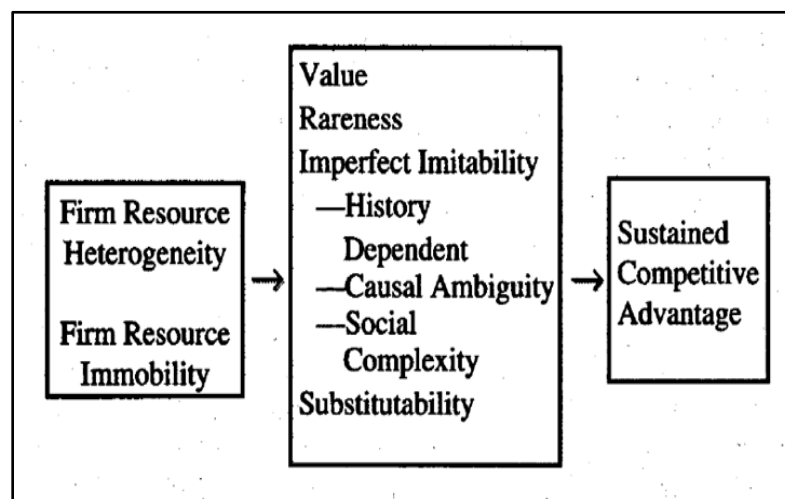 Firm Resource
Heterogeneity
Firm Resource
Immobility
→
Value
Rareness
Imperfect Imitability
—History
Dependent
—Causal Ambiguity
—Social
Complexity
Substitutability
→
Sustained
Competitive
Advantage